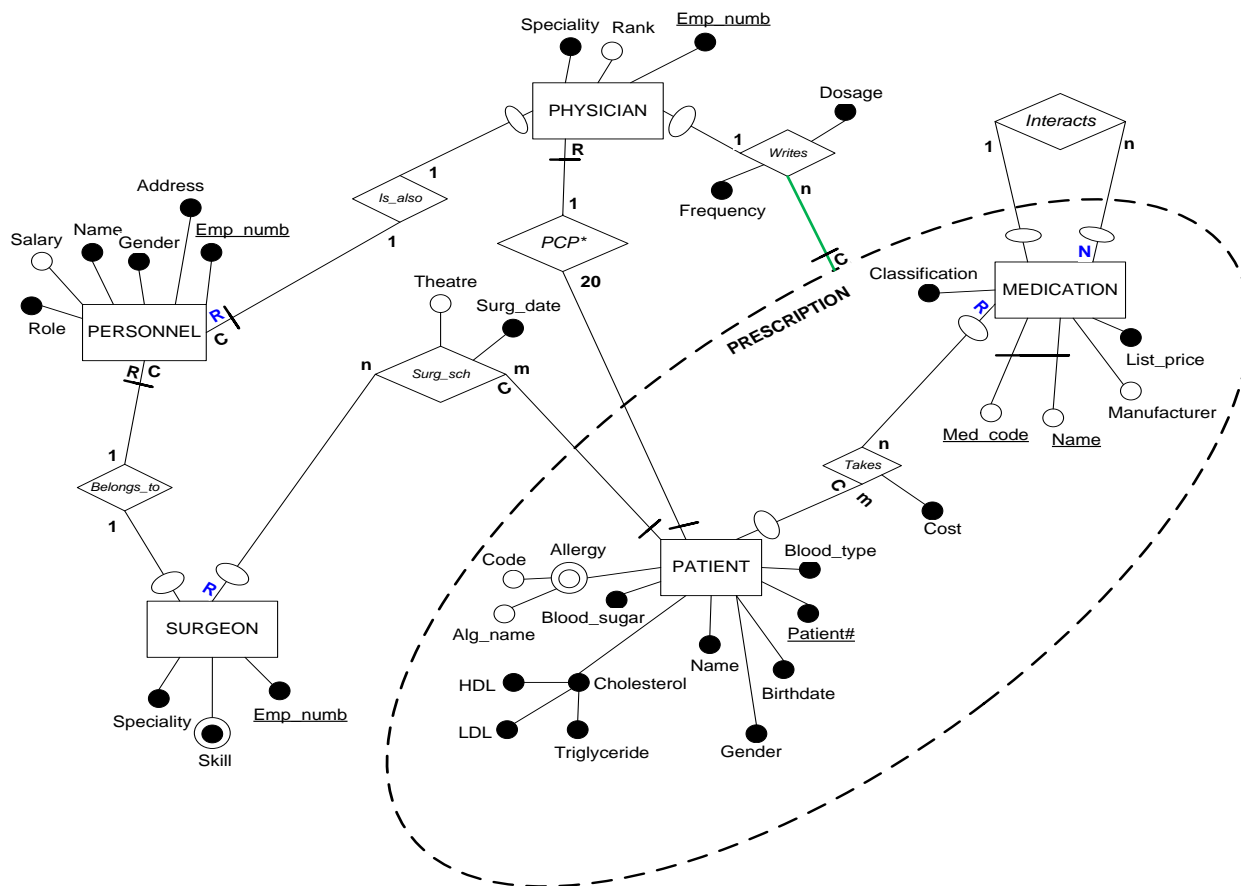 Speciality
Rank
Emp_numb
PHYSICIAN
Dosage
Interacts
1
n
R
1
Writes
n
Frequency
C
1
Is_also
1
Address
Name
Gender
Emp_numb
Salary
Role
PERSONNEL
R
C
R
C
1
PCP*
20
Theatre
Surg_date
n
Surg_sch
m
C
PRESCRIPTION
Classification
N
MEDICATION
R
List_price
Manufacturer
Med_code
Name
n
Takes
C
m
Cost
1
Belongs_to
1
R
SURGEON
Speciality
Emp_numb
Skill
Code
Allergy
Alg_name
Blood_sugar
PATIENT
Blood_type
Patient#
Name
Birthdate
HDL
Cholesterol
LDL
Triglyceride
Gender